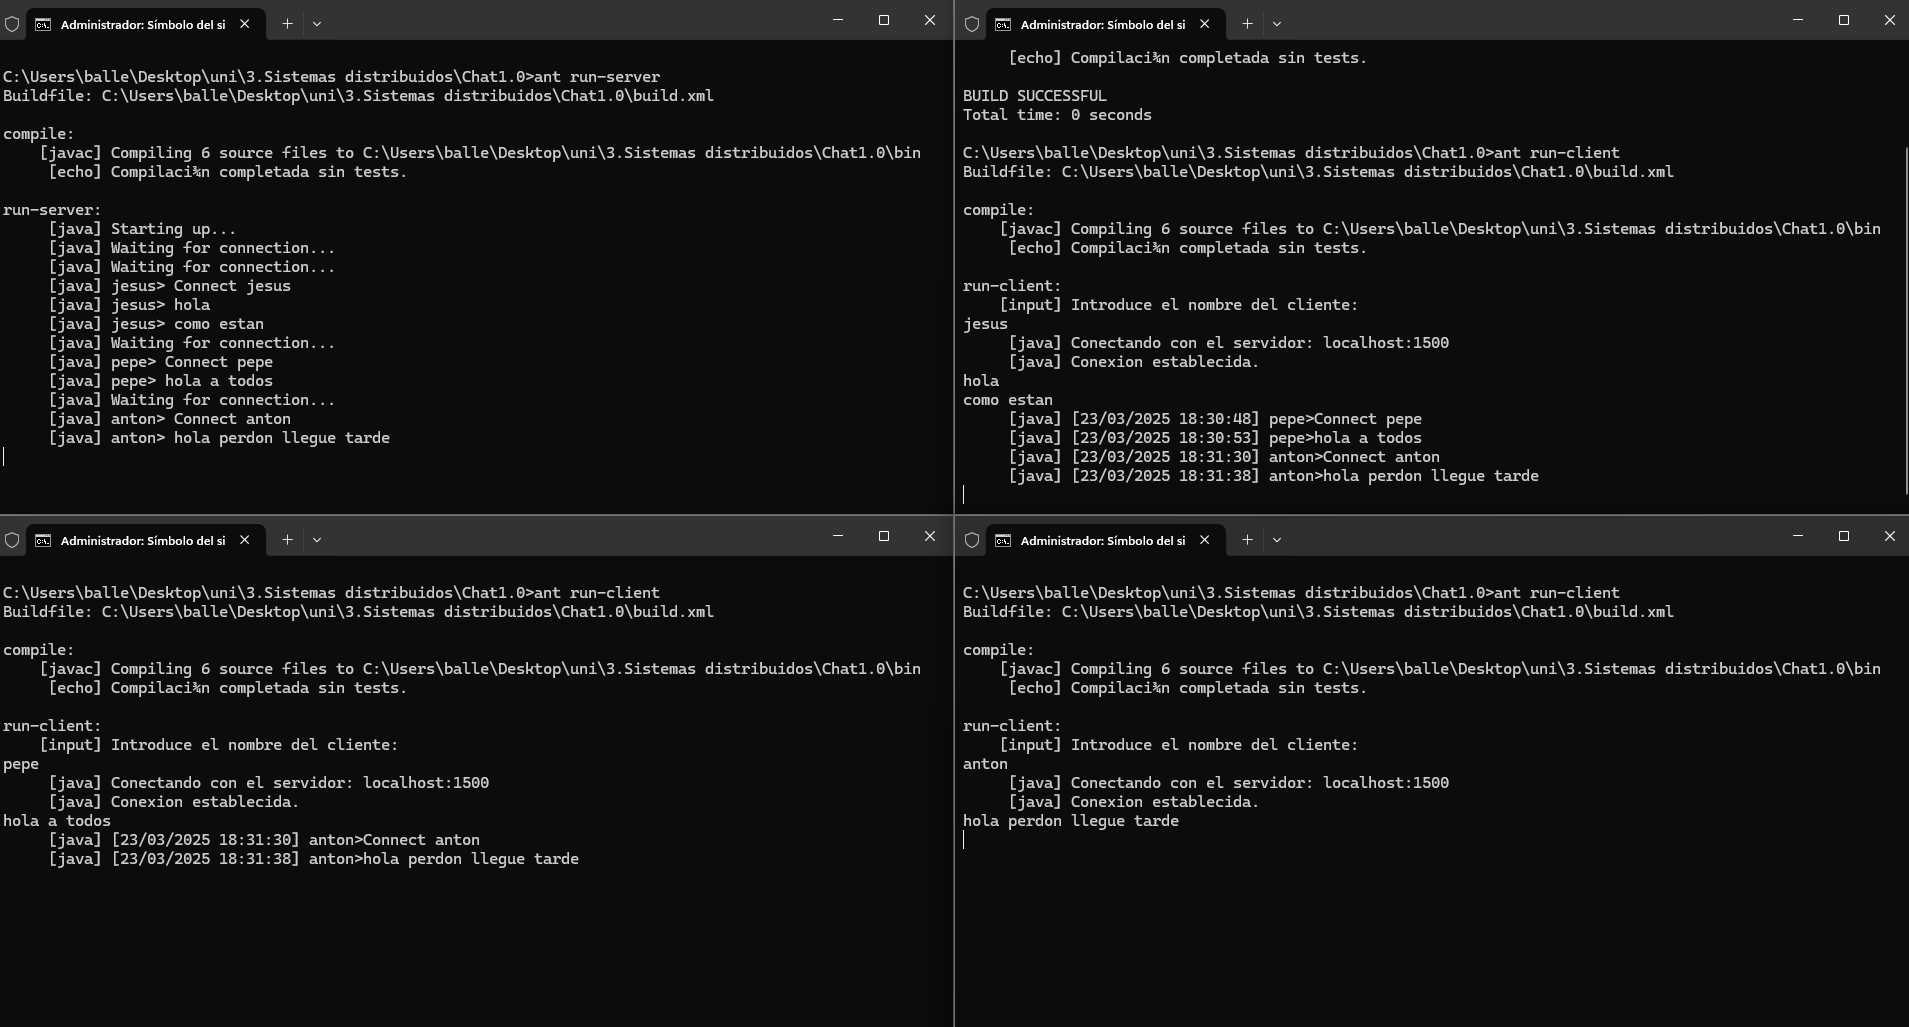 Administrador: Símbolo del si
C:\Users\balle\Desktop\uni\3.Sistemas distribuidos\Chat1.0>ant run-server
Buildfile: C:\Users\balle\Desktop\uni\3.Sistemas distribuidos\Chat1.0\build.xml
compile:
[javac] Compiling 6 source files to C:\Users\balle\Desktop\uni\3.Sistemas distribuidos\Chat1.0\bin
[echo] Compilaci¾n completada sin tests.
run-server:
[java] Starting up...
[java] Waiting for connection...
[java] Waiting for connection...
[java] jesus> Connect jesus
[java] jesus> hola
[java] jesus> como estan
[java] Waiting for connection...
[java] pepe> Connect pepe
[java] pepe> hola a todos
[java] Waiting for connection...
[java] anton> Connect anton
[java] anton> hola perdon llegue tarde
Administrador: Símbolo del si
[echo] Compilaci¾n completada sin tests.
BUILD SUCCESSFUL
Total time: 0 seconds
C:\Users\balle\Desktop\uni\3.Sistemas distribuidos\Chat1.0>ant run-client
Buildfile: C:\Users\balle\Desktop\uni\3.Sistemas distribuidos\Chat1.0\build.xml
compile:
[javac] Compiling 6 source files to C:\Users\balle\Desktop\uni\3.Sistemas distribuidos\Chat1.0\bin
[echo] Compilaci¾n completada sin tests.
run-client:
[input] Introduce el nombre del cliente:
jesus
[java] Conectando con el servidor: localhost:1500
[java] Conexion establecida.
hola
como estan
[java] [23/03/2025 18:30:48] pepe>Connect pepe
[java] [23/03/2025 18:30:53] pepe>hola a todos
[java] [23/03/2025 18:31:30] anton>Connect anton
[java] [23/03/2025 18:31:38] anton>hola perdon llegue tarde
Administrador: Símbolo del si
C:\Users\balle\Desktop\uni\3.Sistemas distribuidos\Chat1.0>ant run-client
Buildfile: C:\Users\balle\Desktop\uni\3.Sistemas distribuidos\Chat1.0\build.xml
compile:
[javac] Compiling 6 source files to C:\Users\balle\Desktop\uni\3.Sistemas distribuidos\Chat1.0\bin
[echo] Compilaci¾n completada sin tests.
run-client:
[input] Introduce el nombre del cliente:
pepe
[java] Conectando con el servidor: localhost:1500
[java] Conexion establecida.
hola a todos
[java] [23/03/2025 18:31:30] anton>Connect anton
[java] [23/03/2025 18:31:38] anton>hola perdon llegue tarde
Administrador: Símbolo del si
C:\Users\balle\Desktop\uni\3.Sistemas distribuidos\Chat1.0>ant run-client
Buildfile: C:\Users\balle\Desktop\uni\3.Sistemas distribuidos\Chat1.0\build.xml
compile:
[javac] Compiling 6 source files to C:\Users\balle\Desktop\uni\3.Sistemas distribuidos\Chat1.0\bin
[echo] Compilaci¾n completada sin tests.
run-client:
[input] Introduce el nombre del cliente:
anton
[java] Conectando con el servidor: localhost:1500
[java] Conexion establecida.
hola perdon llegue tarde